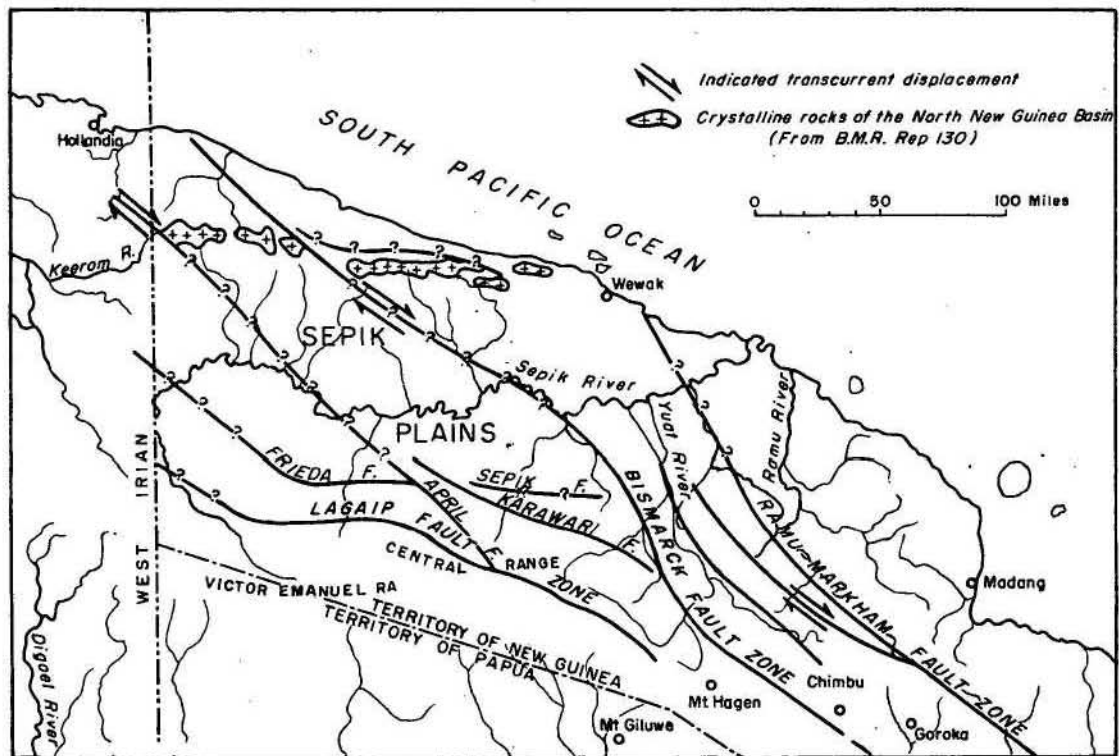 Indicated transcurrent displacement
Crystalline rocks of the North New Guinea Basin
(From B.M.R. Rep 130)
0 50 100 Miles
SOUTH PACIFIC OCEAN
Hollandia
Keerom R.
Wewak
SEPIK
PLAINS
Sepik River
Yuat River
Ramu River
WEST IRIAN
FRIEDA F.
SEPIK F.
KARAWARI F.
APRIL F.
LAGAIP FAULT ZONE
CENTRAL RANGE
BISMARCK FAULT ZONE
RAMU-MARKHAM FAULT ZONE
Madang
VICTOR EMANUEL RA
TERRITORY OF NEW GUINEA
TERRITORY OF PAPUA
Digoel River
Mt Hagen
Chimbu
Mt Giluwe
Goroka